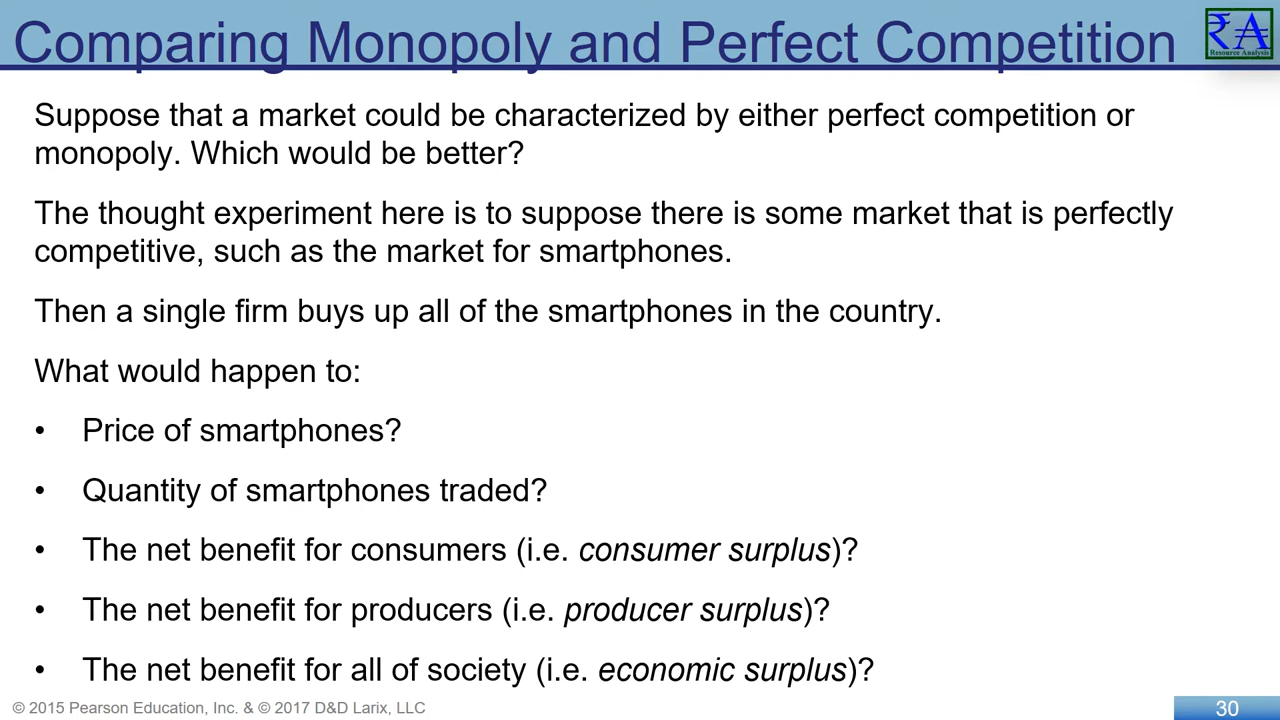 Comparing Monopoly and Perfect Competition
₹A
Resource Analysis
Suppose that a market could be characterized by either perfect competition or
monopoly. Which would be better?
The thought experiment here is to suppose there is some market that is perfectly
competitive, such as the market for smartphones.
Then a single firm buys up all of the smartphones in the country.
What would happen to:
• Price of smartphones?
• Quantity of smartphones traded?
• The net benefit for consumers (i.e. consumer surplus)?
• The net benefit for producers (i.e. producer surplus)?
• The net benefit for all of society (i.e. economic surplus)?
© 2015 Pearson Education, Inc. & © 2017 D&D Larix, LLC
30